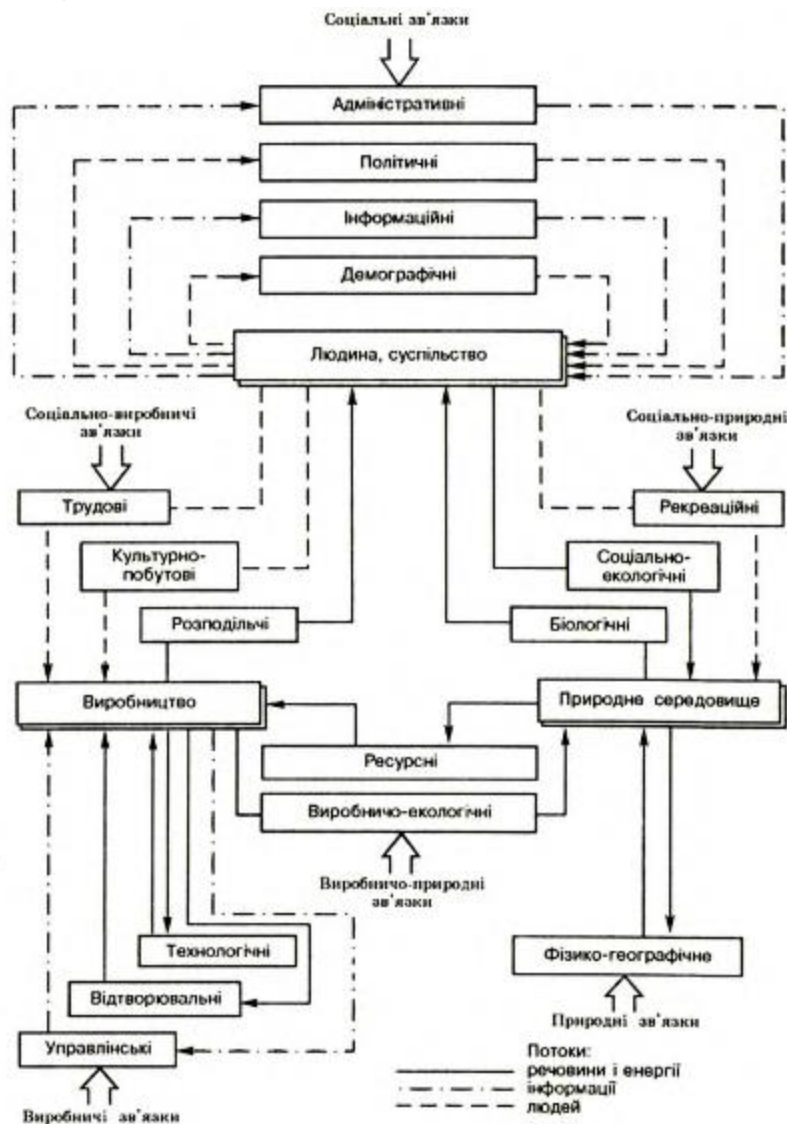 Соціальні зв'язки
Адміністративні
Політичні
Інформаційні
Демографічні
Людина, суспільство
Соціально-виробничі
зв'язки
Соціально-природні
зв'язки
Трудові
Рекреаційні
Культурно-
побутові
Соціально-
екологічні
Розподільчі
Біологічні
Виробництво
Природне середовище
Ресурсні
Виробничо-екологічні
Виробничо-природні
зв'язки
Технологічні
Фізико-географічне
Відтворювальні
Природні зв'язки
Управлінські
Виробничі зв'язки
Потоки:
речовини і енергії
інформації
людей